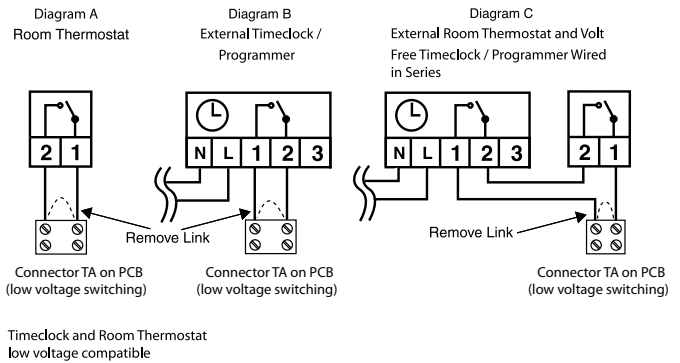 Diagram A
Room Thermostat
2 1
Remove Link
Connector TA on PCB
(low voltage switching)
Diagram B
External Timeclock /
Programmer
N L 1 2 3
Connector TA on PCB
(low voltage switching)
Diagram C
External Room Thermostat and Volt
Free Timeclock / Programmer Wired
in Series
N L 1 2 3
2 1
Remove Link
Connector TA on PCB
(low voltage switching)
Timeclock and Room Thermostat
low voltage compatible